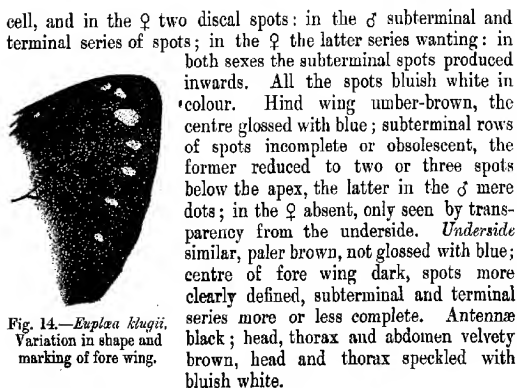 cell, and in the ♀ two discal spots: in the ♂ subterminal and
terminal series of spots; in the ♀ the latter series wanting: in
both sexes the subterminal spots produced
inwards. All the spots bluish white in
colour. Hind wing umber-brown, the
centre glossed with blue; subterminal rows
of spots incomplete or obsolescent, the
former reduced to two or three spots
below the apex, the latter in the ♂ mere
dots; in the ♀ absent, only seen by trans-
parency from the underside. Underside
similar, paler brown, not glossed with blue;
centre of fore wing dark, spots more
clearly defined, subterminal and terminal
series more or less complete. Antennæ
black; head, thorax and abdomen velvety
brown, head and thorax speckled with
bluish white.
Fig. 14.—Euplœa klugii,
Variation in shape and
marking of fore wing.